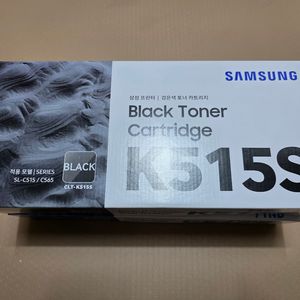 SAMSUNG
삼성 프린터 | 검은색 토너 카트리지
Black Toner
Cartridge
K515S
BLACK
CLT-K515S
적용 모델 | SERIES
SL-C515 / C565